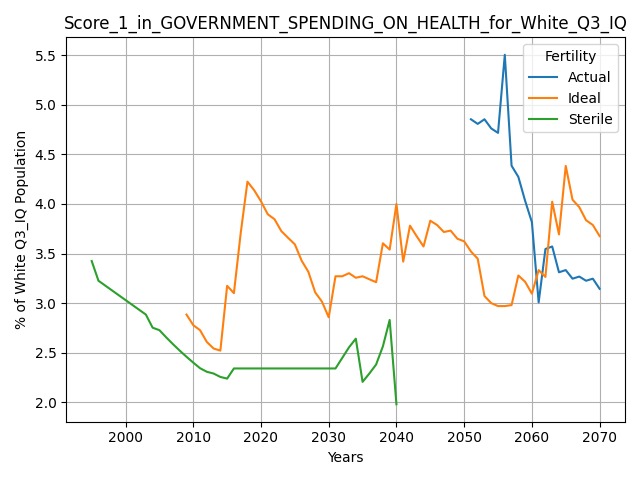 Score_1_in_GOVERNMENT_SPENDING_ON_HEALTH_for_White_Q3_IQ
Fertility
Actual
Ideal
Sterile
% of White Q3_IQ Population
5.5
5.0
4.5
4.0
3.5
3.0
2.5
2.0
2000 2010 2020 2030 2040 2050 2060 2070
Years